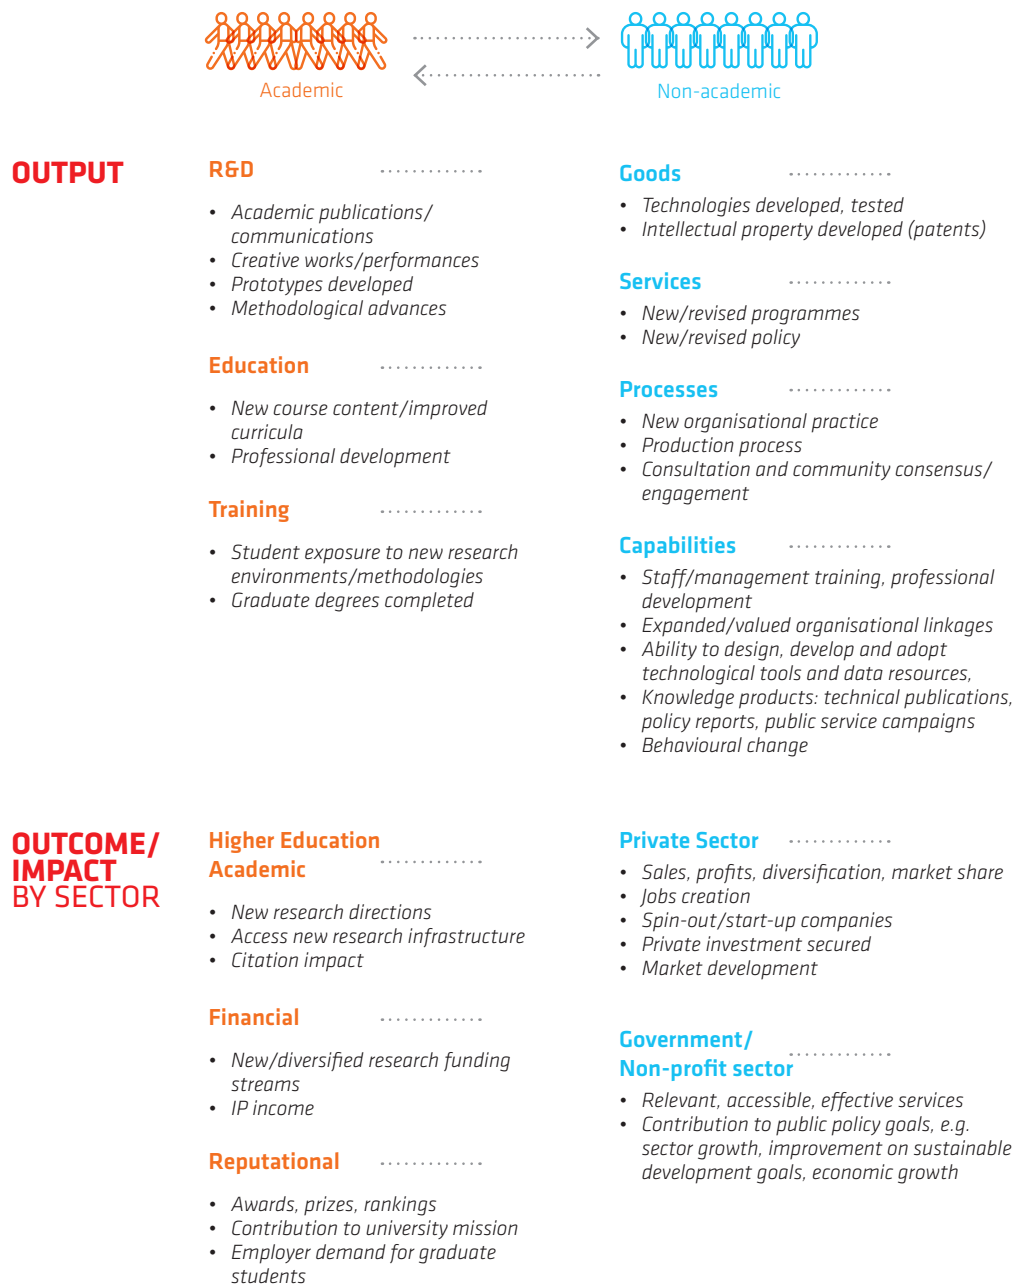 Academic
Non-academic
OUTPUT
R&D
• Academic publications/
communications
• Creative works/performances
• Prototypes developed
• Methodological advances
Education
• New course content/improved
curricula
• Professional development
Training
• Student exposure to new research
environments/methodologies
• Graduate degrees completed
Goods
• Technologies developed, tested
• Intellectual property developed (patents)
Services
• New/revised programmes
• New/revised policy
Processes
• New organisational practice
• Production process
• Consultation and community consensus/
engagement
Capabilities
• Staff/management training, professional
development
• Expanded/valued organisational linkages
• Ability to design, develop and adopt
technological tools and data resources,
• Knowledge products: technical publications,
policy reports, public service campaigns
• Behavioural change
OUTCOME/
IMPACT
BY SECTOR
Higher Education
Academic
• New research directions
• Access new research infrastructure
• Citation impact
Financial
• New/diversified research funding
streams
• IP income
Reputational
• Awards, prizes, rankings
• Contribution to university mission
• Employer demand for graduate
students
Private Sector
• Sales, profits, diversification, market share
• Jobs creation
• Spin-out/start-up companies
• Private investment secured
• Market development
Government/
Non-profit sector
• Relevant, accessible, effective services
• Contribution to public policy goals, e.g.
sector growth, improvement on sustainable
development goals, economic growth